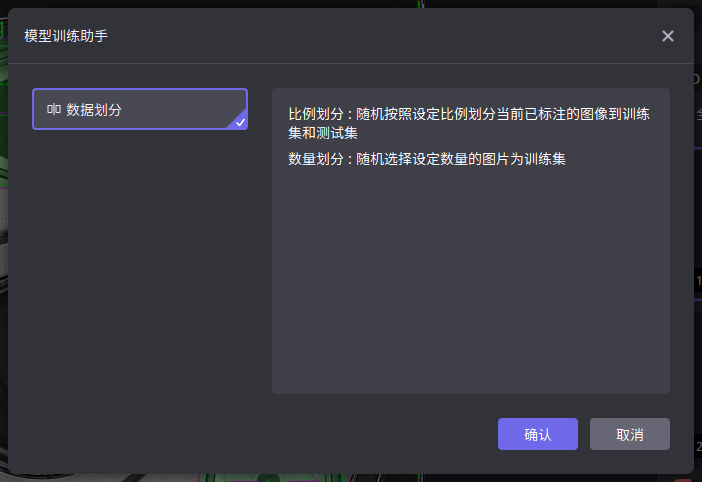 模型训练助手
数据划分
比例划分：随机按照设定比例划分当前已标注的图像到训练
集和测试集
数量划分：随机选择设定数量的图片为训练集
确认
取消